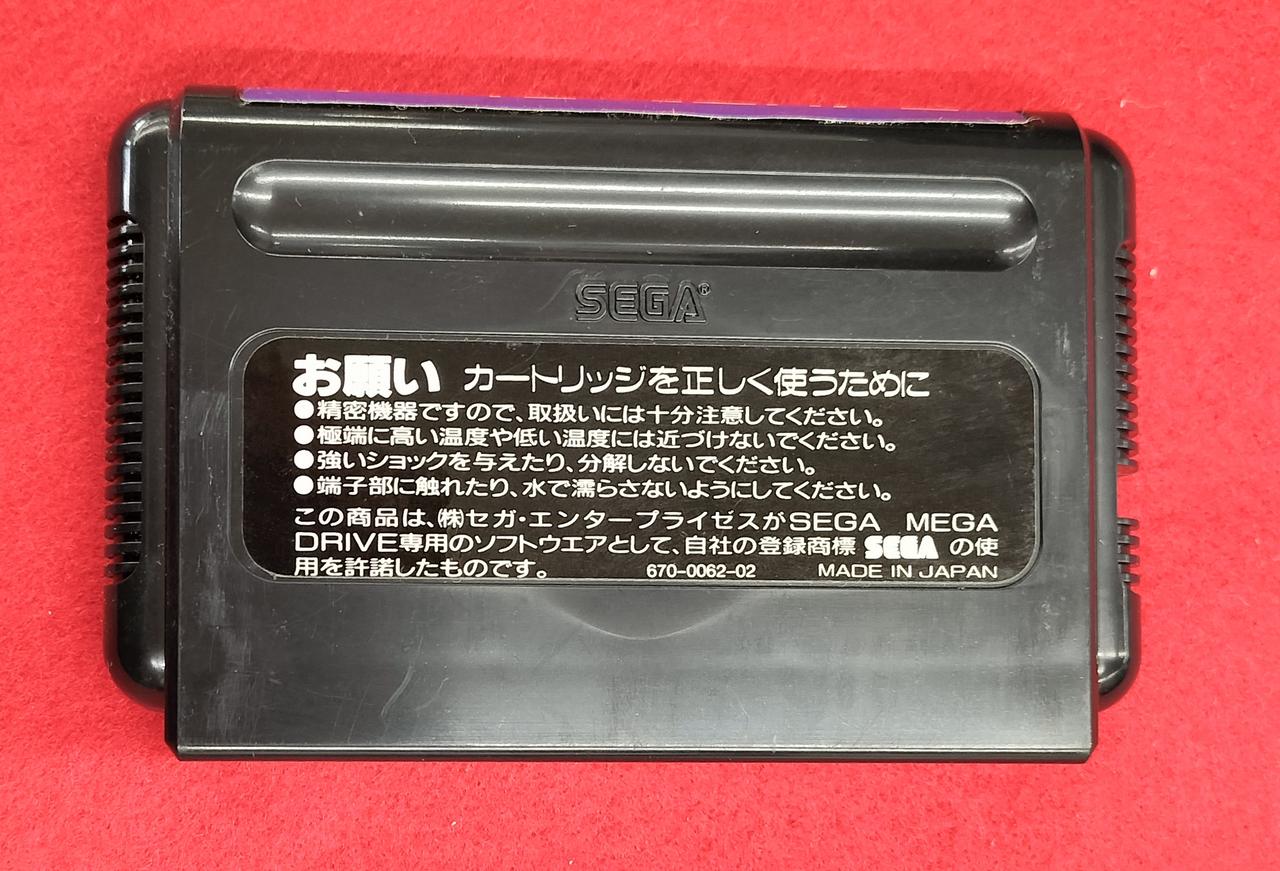 SEGA®
お願い カートリッジを正しく使うために
●精密機器ですので、取扱いには十分注意してください。
●極端に高い温度や低い温度には近づけないでください。
●強いショックを与えたり、分解しないでください。
●端子部に触れたり、水で濡らさないようにしてください。
この商品は、㈱セガ・エンタープライゼスがSEGA MEGA
DRIVE専用のソフトウエアとして、自社の登録商標 SEGA の使
用を許諾したものです。 670-0062-02 MADE IN JAPAN